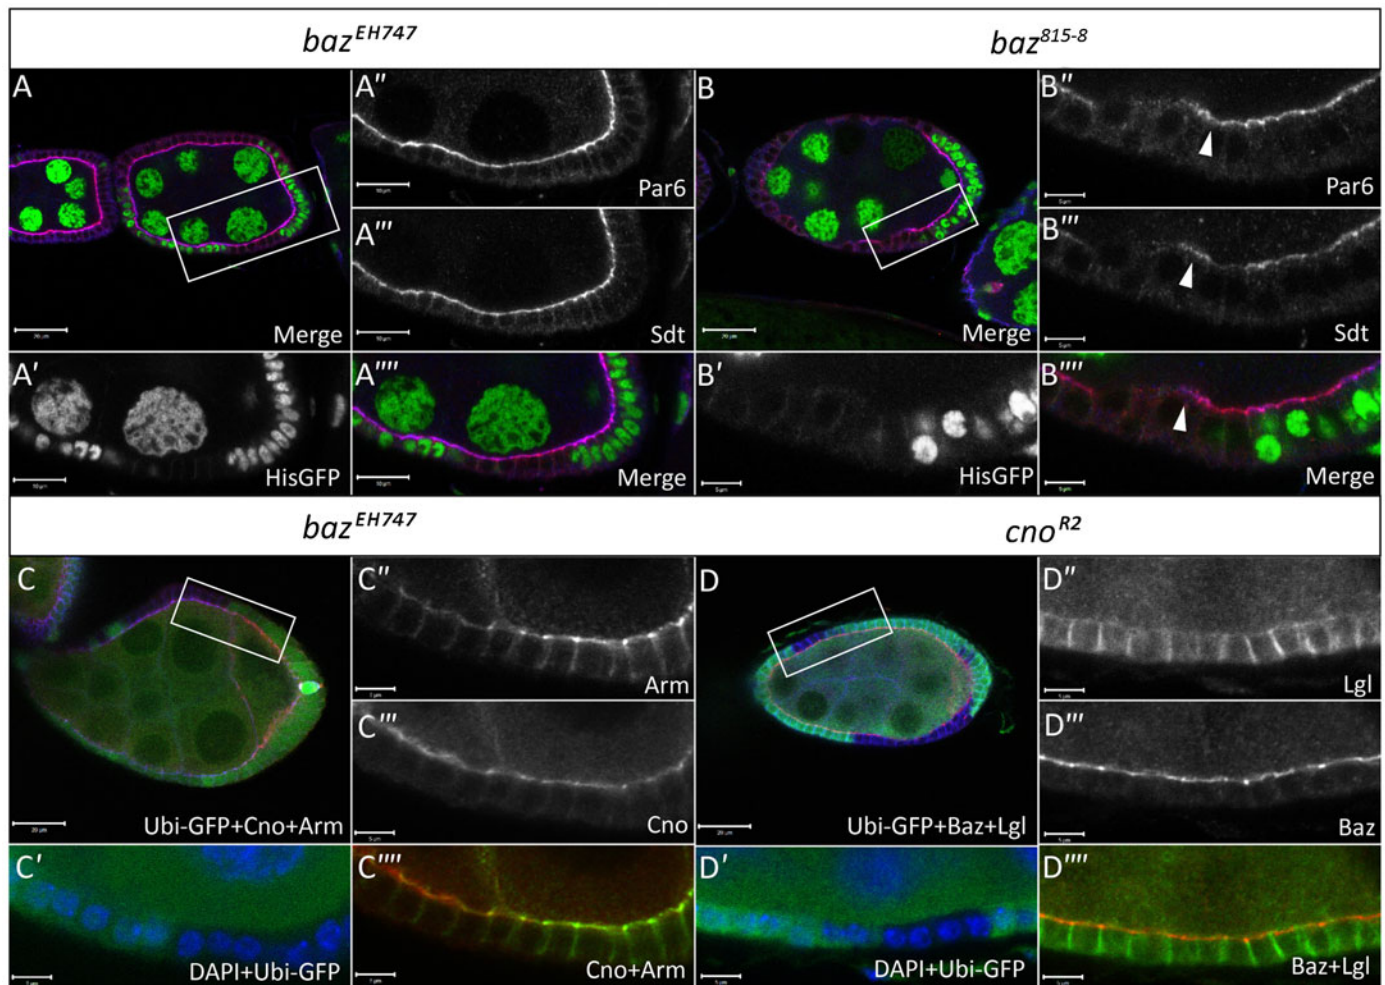 baz EH747
baz 815-8
A
Merge
A″
Par6
A‴
Sdt
A′
HisGFP
A⁗
Merge
B
Merge
B″
Par6
B‴
Sdt
B′
HisGFP
B⁗
Merge
baz EH747
cno R2
C
Ubi-GFP+Cno+Arm
C″
Arm
C‴
Cno
C′
DAPI+Ubi-GFP
C⁗
Cno+Arm
D
Ubi-GFP+Baz+Lgl
D″
Lgl
D‴
Baz
D′
DAPI+Ubi-GFP
D⁗
Baz+Lgl